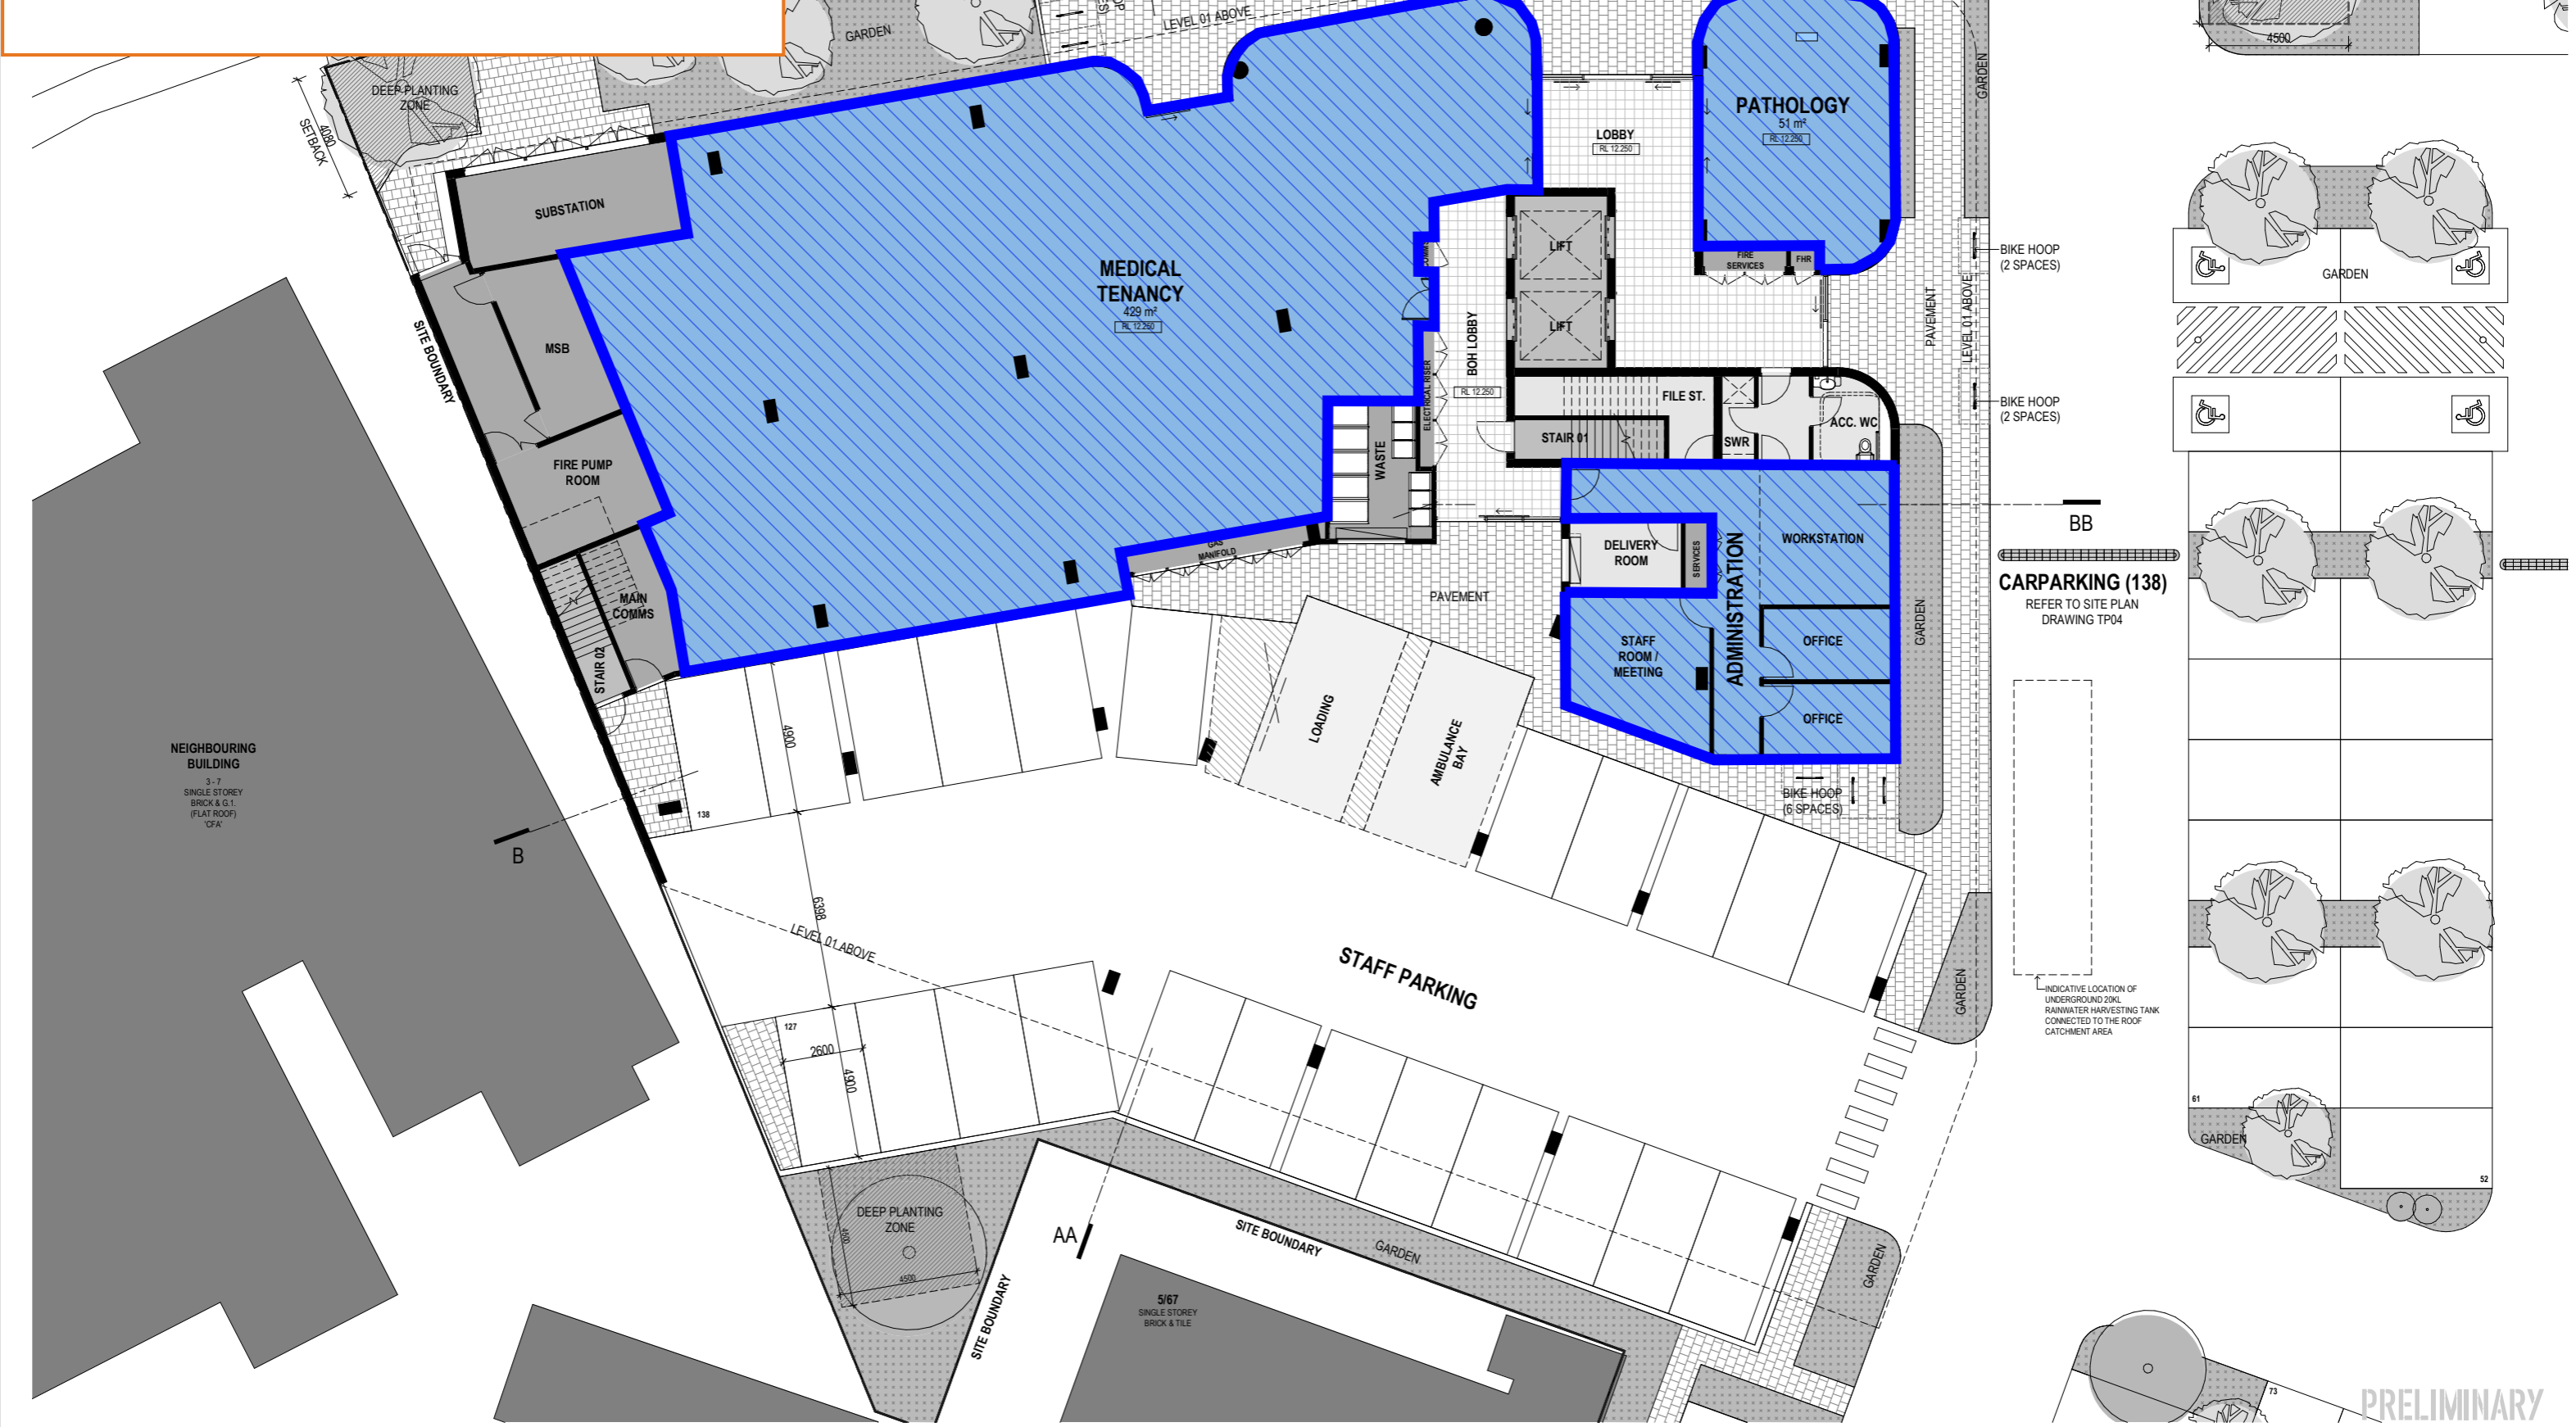 GARDEN
LEVEL 01 ABOVE
4500
DEEP PLANTING
ZONE
4080
SETBACK
GARDEN
PATHOLOGY
51 m²
RL 12.250
LOBBY
RL 12.250
SUBSTATION
MEDICAL
TENANCY
429 m²
RL 12.250
LIFT
LIFT
FIRE
SERVICES
FHR
BIKE HOOP
(2 SPACES)
GARDEN
PAVEMENT
LEVEL 01 ABOVE
SITE BOUNDARY
MSB
BOH LOBBY
RL 12.250
ELECTRICAL RISER
FILE ST.
STAIR 01
SWR
ACC. WC
BIKE HOOP
(2 SPACES)
WASTE
FIRE PUMP
ROOM
GAS
MANIFOLD
DELIVERY
ROOM
SERVICES
ADMINISTRATION
WORKSTATION
BB
CARPARKING (138)
REFER TO SITE PLAN
DRAWING TP04
MAIN
COMMS
STAIR 02
PAVEMENT
STAFF
ROOM /
MEETING
OFFICE
OFFICE
GARDEN
LOADING
AMBULANCE
BAY
4900
NEIGHBOURING
BUILDING
3 - 7
SINGLE STOREY
BRICK & G.1.
(FLAT ROOF)
'CFA'
138
B
BIKE HOOP
(6 SPACES)
6398
LEVEL 01 ABOVE
STAFF PARKING
GARDEN
INDICATIVE LOCATION OF
UNDERGROUND 20KL
RAINWATER HARVESTING TANK
CONNECTED TO THE ROOF
CATCHMENT AREA
127
2600
4900
61
GARDEN
52
DEEP PLANTING
ZONE
4500
4500
AA
SITE BOUNDARY
GARDEN
SITE BOUNDARY
GARDEN
5/67
SINGLE STOREY
BRICK & TILE
73
PRELIMINARY